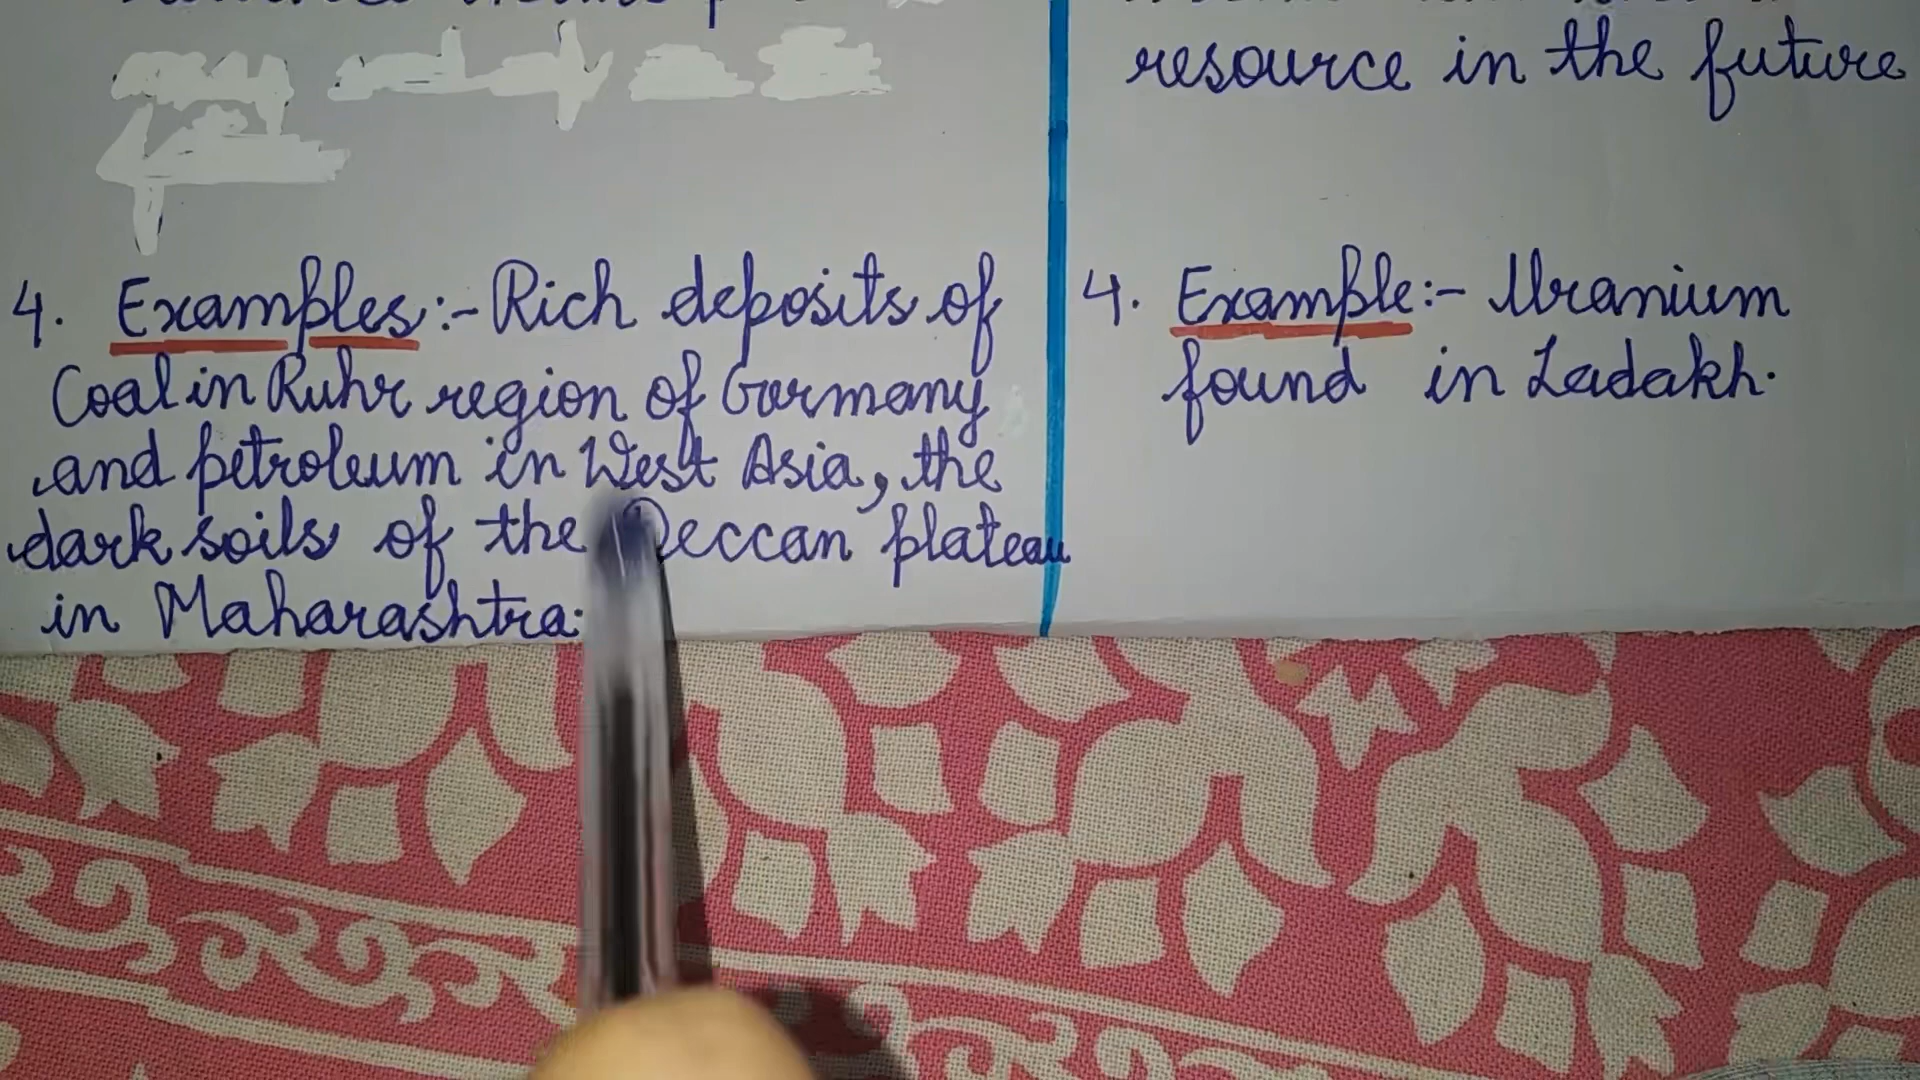 resource in the future
4. Examples:- Rich deposits of
Coal in Ruhr region of Germany
and petroleum in West Asia, the
dark soils of the Deccan plateau
in Maharashtra.
4. Example:- Uranium
found in Ladakh.